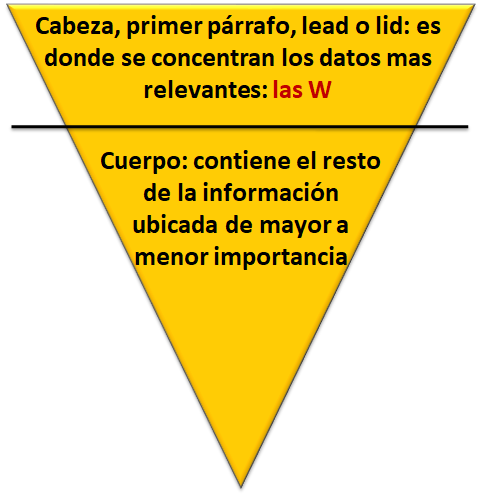 Cabeza, primer párrafo, lead o lid: es
donde se concentran los datos mas
relevantes: las W
Cuerpo: contiene el resto
de la información
ubicada de mayor a
menor importancia